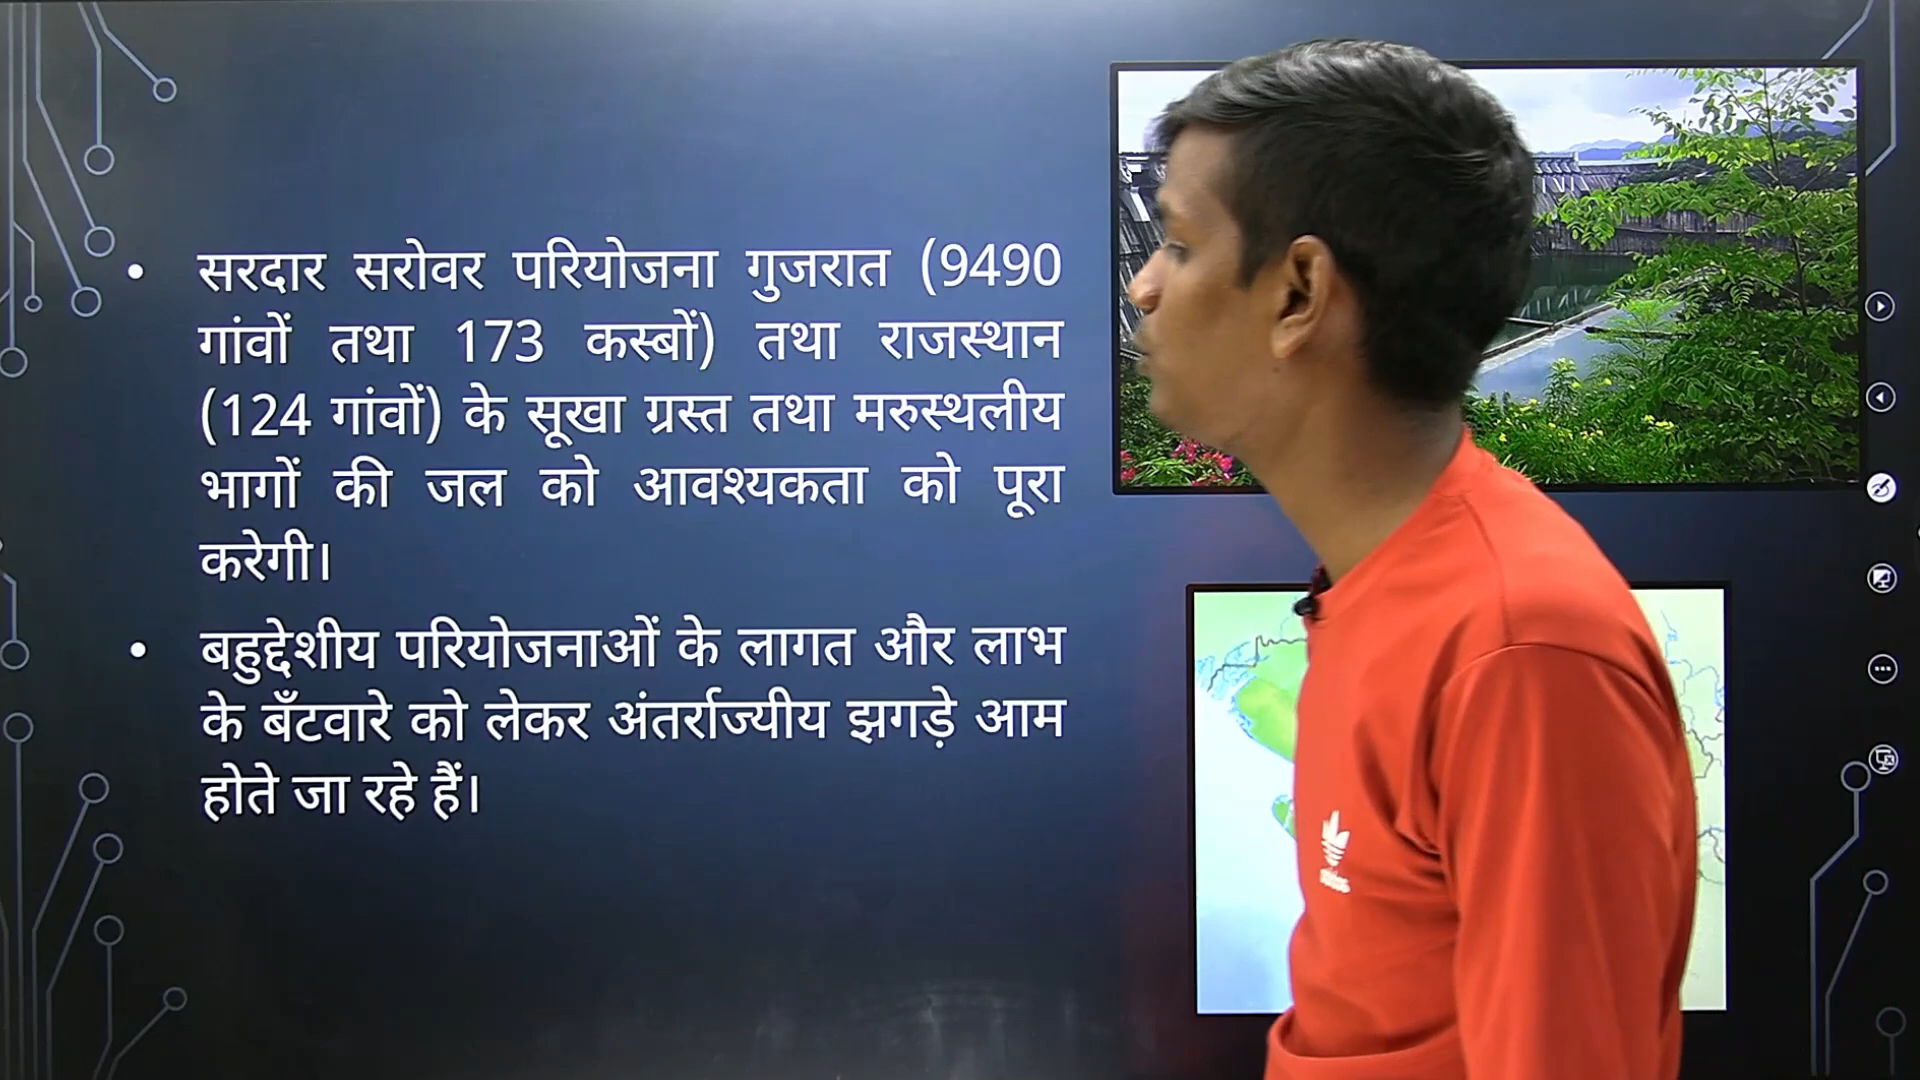 • सरदार सरोवर परियोजना गुजरात (9490
गांवों तथा 173 कस्बों) तथा राजस्थान
(124 गांवों) के सूखा ग्रस्त तथा मरुस्थलीय
भागों की जल को आवश्यकता को पूरा
करेगी।
• बहुद्देशीय परियोजनाओं के लागत और लाभ
के बँटवारे को लेकर अंतर्राज्यीय झगड़े आम
होते जा रहे हैं।
adidas